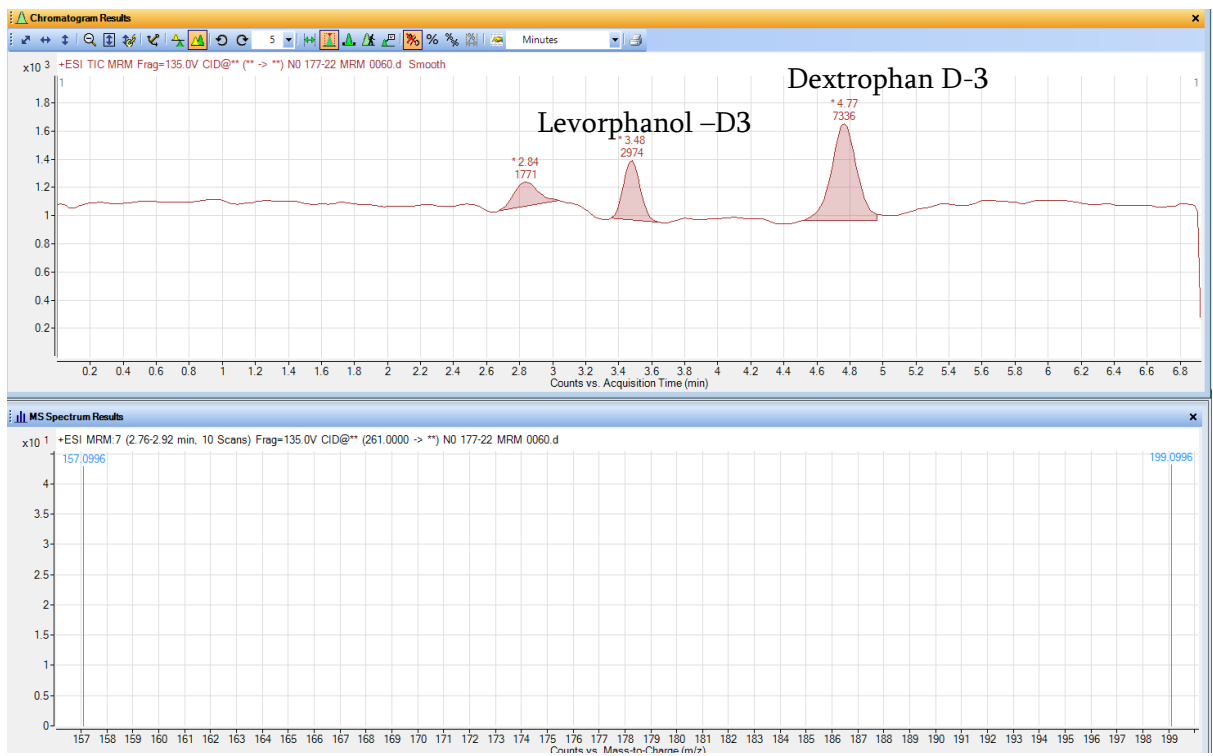 Chromatogram Results
5 Minutes
x10 3 +ESI TIC MRM Frag=135.0V CID@** (** -> **) N0 177-22 MRM 0060.d Smooth
1 1
Dextrophan D-3
Levorphanol –D3
* 4.77
7336
* 3.48
2974
* 2.84
1771
1.8
1.6
1.4
1.2
1
0.8
0.6
0.4
0.2
0.2 0.4 0.6 0.8 1 1.2 1.4 1.6 1.8 2 2.2 2.4 2.6 2.8 3 3.2 3.4 3.6 3.8 4 4.2 4.4 4.6 4.8 5 5.2 5.4 5.6 5.8 6 6.2 6.4 6.6 6.8
Counts vs. Acquisition Time (min)
MS Spectrum Results
x10 1 +ESI MRM:7 (2.76-2.92 min, 10 Scans) Frag=135.0V CID@** (261.0000 -> **) N0 177-22 MRM 0060.d
157.0996 199.0996
4
3.5
3
2.5
2
1.5
1
0.5
0
157 158 159 160 161 162 163 164 165 166 167 168 169 170 171 172 173 174 175 176 177 178 179 180 181 182 183 184 185 186 187 188 189 190 191 192 193 194 195 196 197 198 199
Counts vs. Mass-to-Charge (m/z)